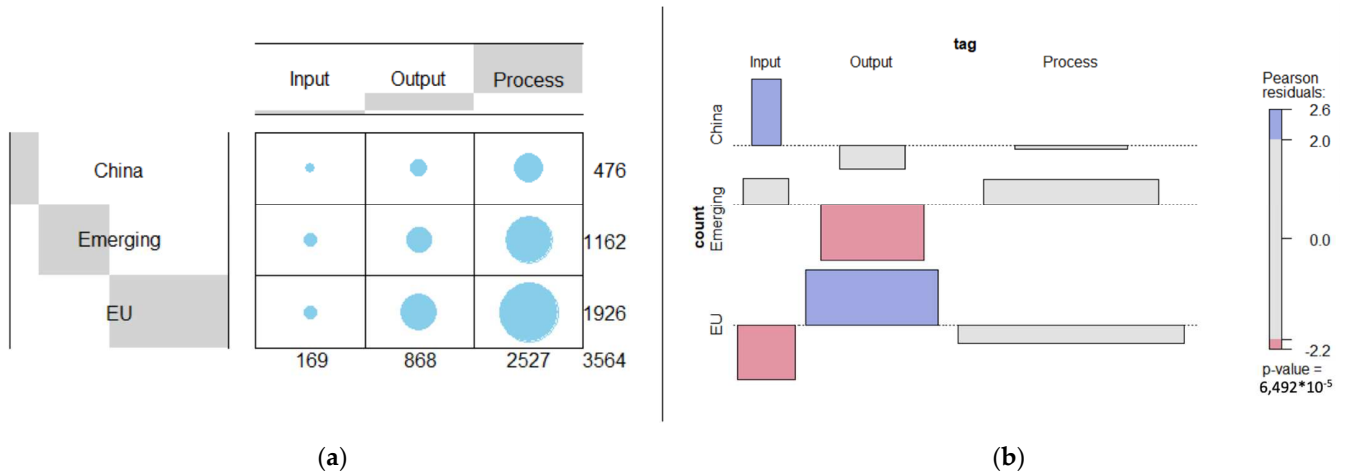 Input Output Process
China 476
Emerging 1162
EU 1926
169 868 2527 3564
(a)
tag
Input Output Process
count
China
Emerging
EU
Pearson
residuals:
2.6
2.0
0.0
-2.2
p-value =
6,492*10⁻⁵
(b)